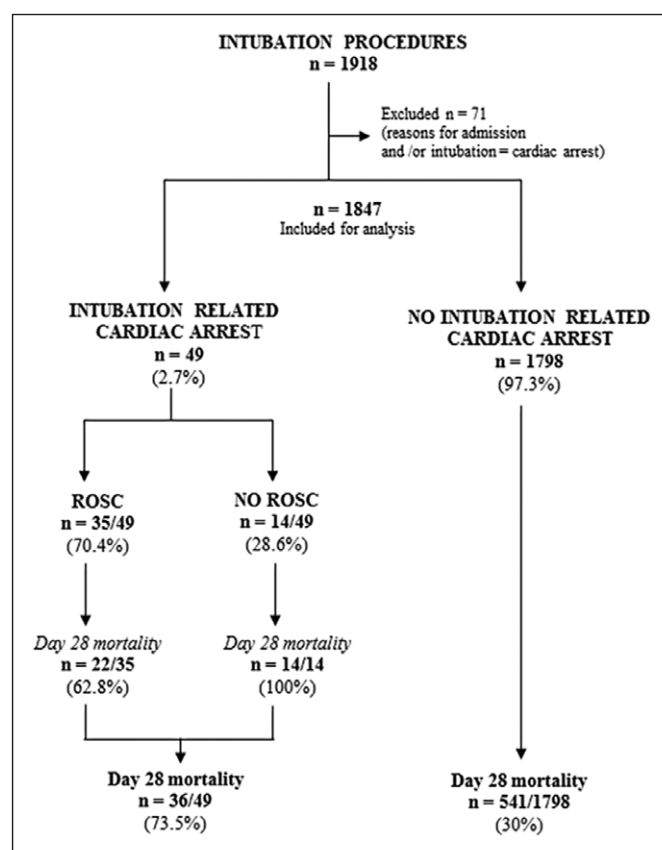 INTUBATION PROCEDURES
n = 1918
Excluded n = 71
(reasons for admission
and /or intubation = cardiac arrest)
n = 1847
Included for analysis
INTUBATION RELATED
CARDIAC ARREST
n = 49
(2.7%)
NO INTUBATION RELATED
CARDIAC ARREST
n = 1798
(97.3%)
ROSC
n = 35/49
(70.4%)
NO ROSC
n = 14/49
(28.6%)
Day 28 mortality
n = 22/35
(62.8%)
Day 28 mortality
n = 14/14
(100%)
Day 28 mortality
n = 36/49
(73.5%)
Day 28 mortality
n = 541/1798
(30%)